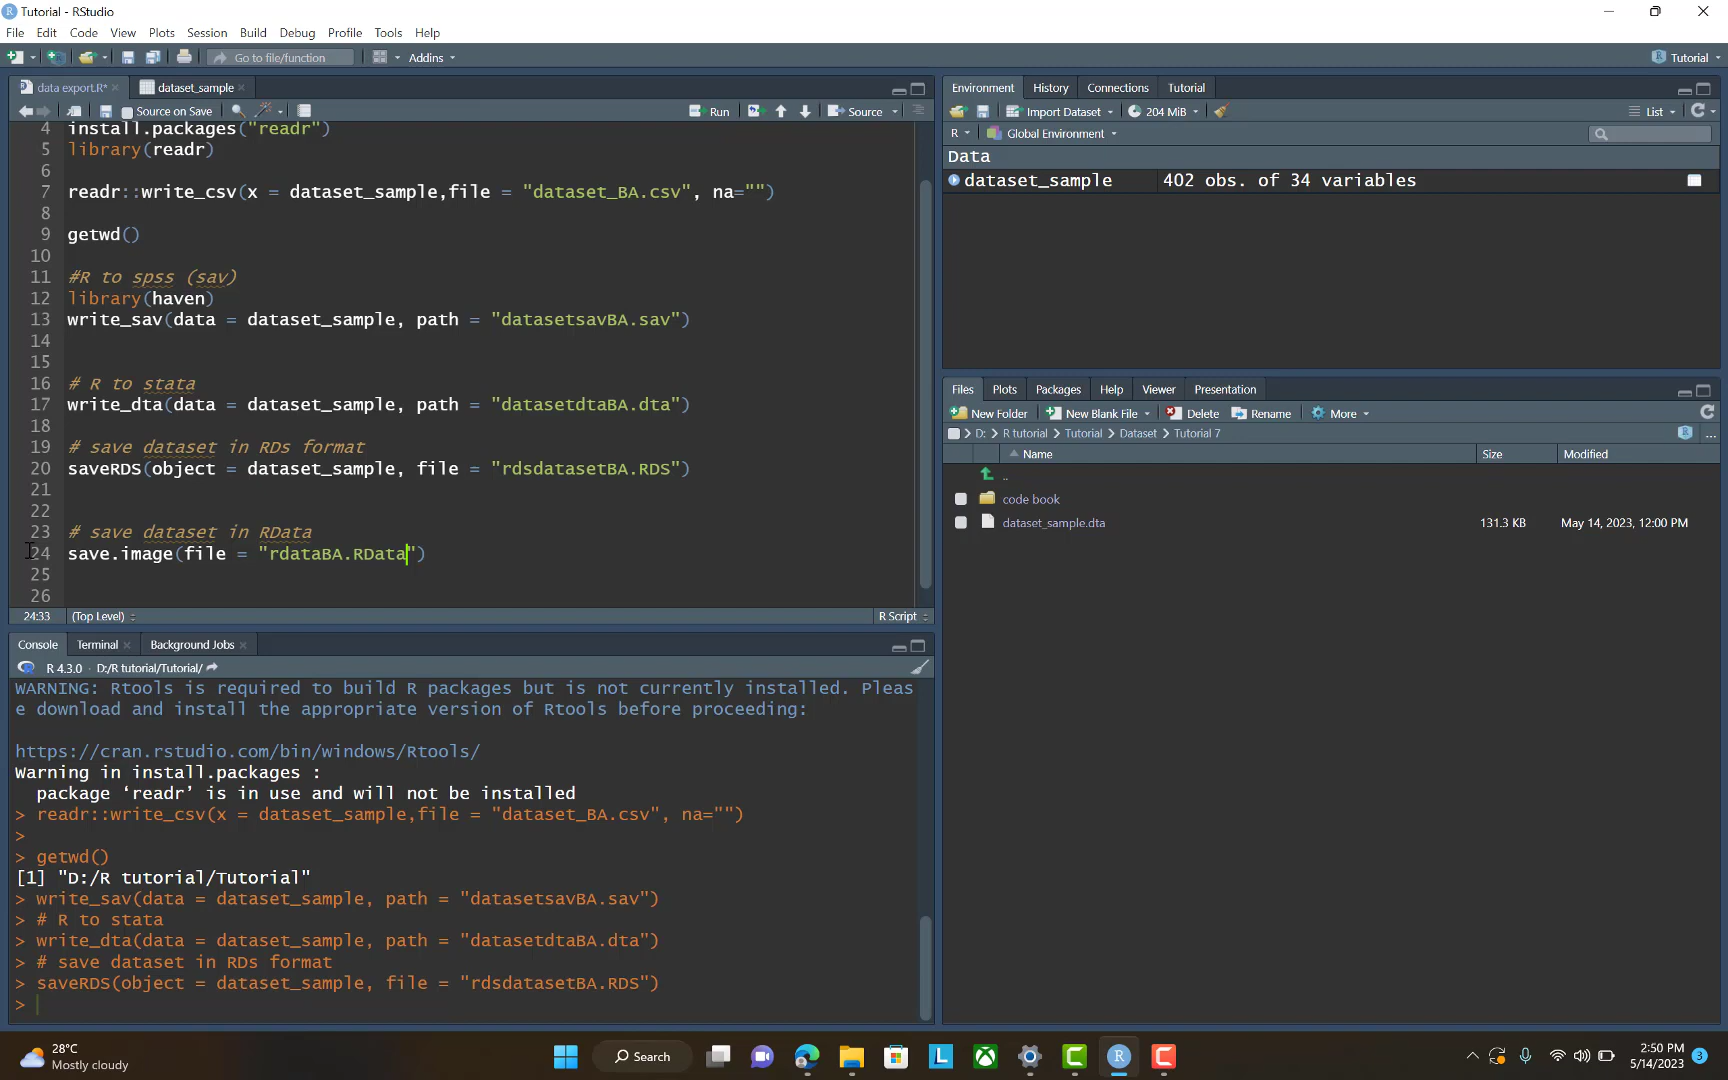 Tutorial - RStudio
File Edit Code View Plots Session Build Debug Profile Tools Help
Go to file/function Addins Tutorial
data export.R* dataset_sample
Source on Save Run Source
4 install.packages("readr")
5 library(readr)
6
7 readr::write_csv(x = dataset_sample,file = "dataset_BA.csv", na="")
8
9 getwd()
10
11 #R to spss (sav)
12 library(haven)
13 write_sav(data = dataset_sample, path = "datasetsavBA.sav")
14
15
16 # R to stata
17 write_dta(data = dataset_sample, path = "datasetdtaBA.dta")
18
19 # save dataset in RDs format
20 saveRDS(object = dataset_sample, file = "rdsdatasetBA.RDS")
21
22
23 # save dataset in RData
24 save.image(file = "rdataBA.RData")
25
26
24:33 (Top Level) R Script
Console Terminal Background Jobs
R 4.3.0 · D:/R tutorial/Tutorial/
WARNING: Rtools is required to build R packages but is not currently installed. Pleas
e download and install the appropriate version of Rtools before proceeding:
https://cran.rstudio.com/bin/windows/Rtools/
Warning in install.packages :
package ‘readr’ is in use and will not be installed
> readr::write_csv(x = dataset_sample,file = "dataset_BA.csv", na="")
>
> getwd()
[1] "D:/R tutorial/Tutorial"
> write_sav(data = dataset_sample, path = "datasetsavBA.sav")
> # R to stata
> write_dta(data = dataset_sample, path = "datasetdtaBA.dta")
> # save dataset in RDs format
> saveRDS(object = dataset_sample, file = "rdsdatasetBA.RDS")
>
Environment History Connections Tutorial
Import Dataset 204 MiB List
R Global Environment
Data
dataset_sample 402 obs. of 34 variables
Files Plots Packages Help Viewer Presentation
New Folder New Blank File Delete Rename More
D: R tutorial Tutorial Dataset Tutorial 7
Name Size Modified
..
code book
dataset_sample.dta 131.3 KB May 14, 2023, 12:00 PM
28°C
Mostly cloudy
Search
2:50 PM
5/14/2023
3